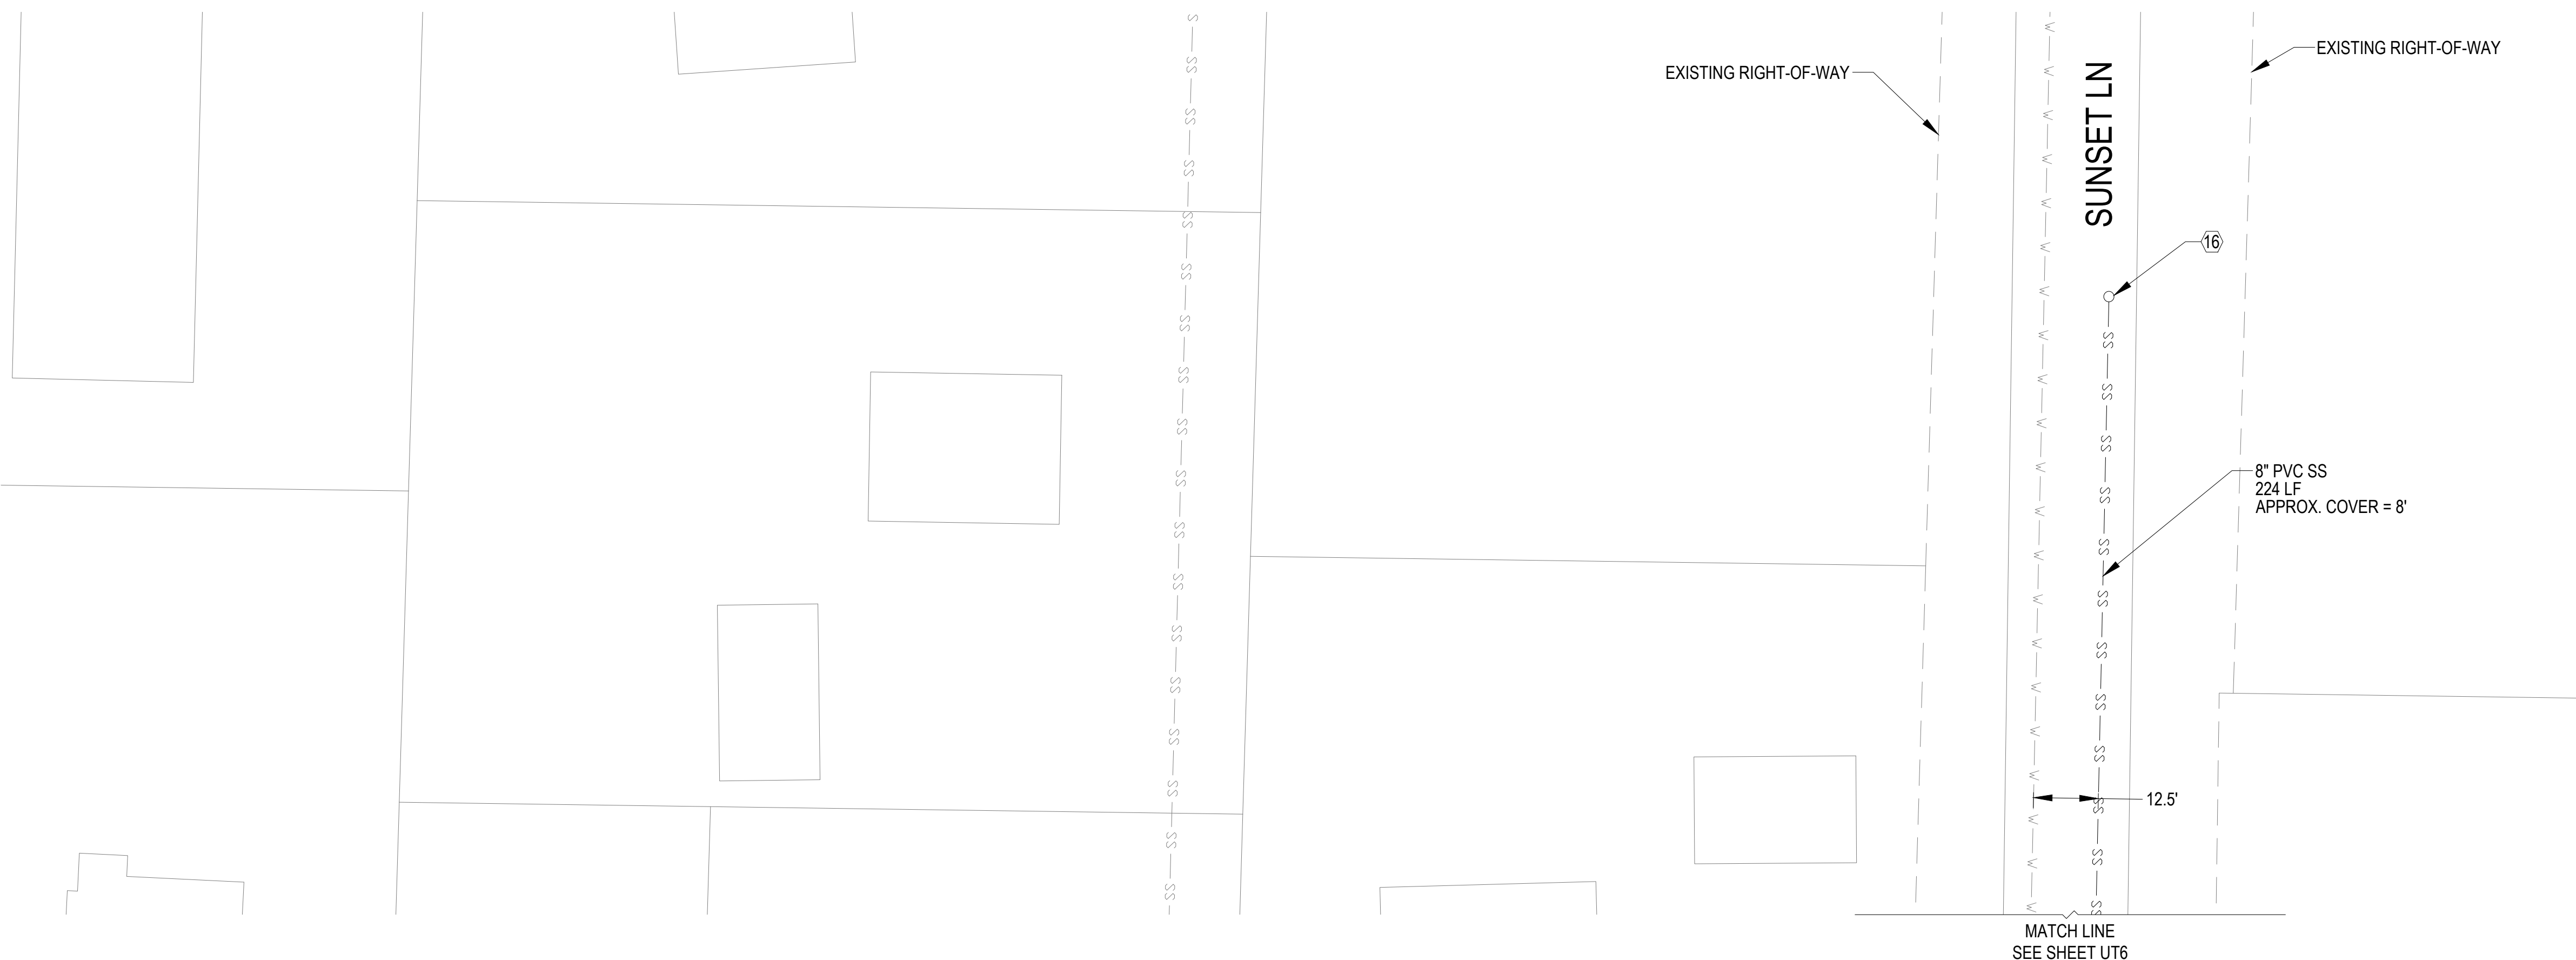 EXISTING RIGHT-OF-WAY
EXISTING RIGHT-OF-WAY
SUNSET LN
16
8" PVC SS
224 LF
APPROX. COVER = 8'
12.5'
MATCH LINE
SEE SHEET UT6